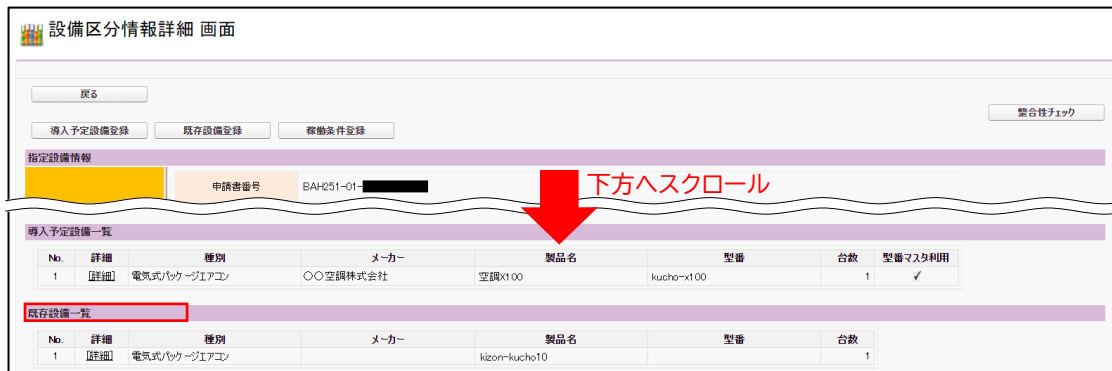 設備区分情報詳細 画面
戻る
整合性チェック
導入予定設備登録 既存設備登録 稼働条件登録
指定設備情報
申請書番号 BAH251-01-
下方へスクロール
導入予定設備一覧
No. 詳細 種別 メーカー 製品名 型番 台数 型番マスタ利用
1 [詳細] 電気式パッケージエアコン 〇〇空調株式会社 空調X100 kucho-x100 1 ✓
既存設備一覧
No. 詳細 種別 メーカー 製品名 型番 台数
1 [詳細] 電気式パッケージエアコン kizon-kucho10 1